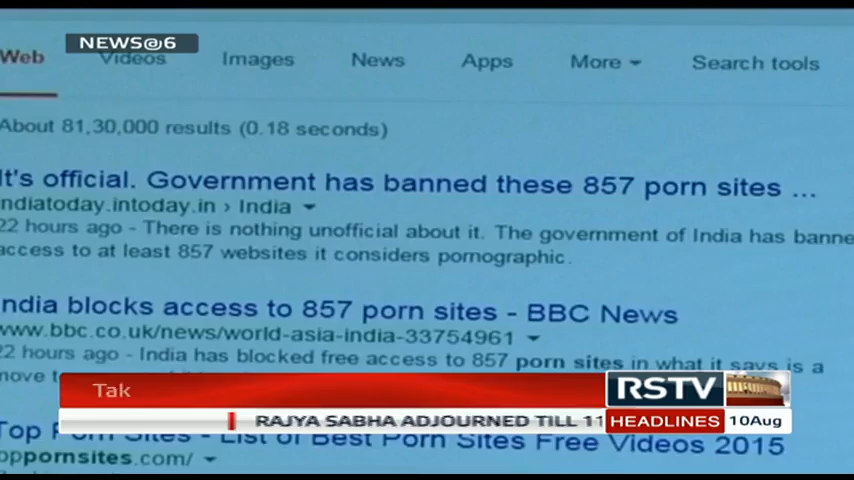 NEWS@6
Web Videos Images News Apps More Search tools
About 81,30,000 results (0.18 seconds)
It's official. Government has banned these 857 porn sites ...
indiatoday.intoday.in › India
22 hours ago - There is nothing unofficial about it. The government of India has banne
access to at least 857 websites it considers pornographic.
India blocks access to 857 porn sites - BBC News
www.bbc.co.uk/news/world-asia-india-33754961
22 hours ago - India has blocked free access to 857 porn sites in what it says is a
move
Tak
RSTV
RAJYA SABHA ADJOURNED TILL 11
HEADLINES
10Aug
Top Porn Sites - List of Best Porn Sites Free Videos 2015
oppornsites.com/